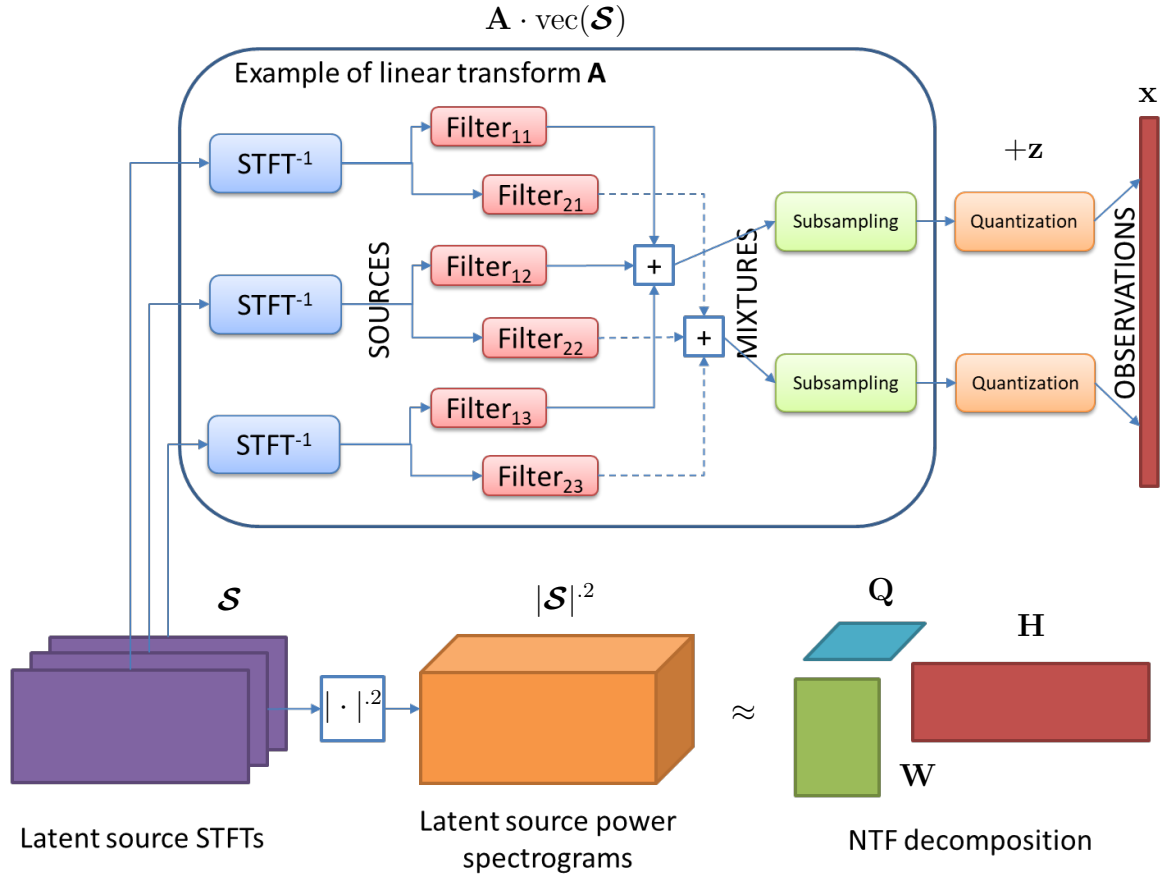 A · vec(𝓢)
Example of linear transform A
x
+z
STFT⁻¹
Filter₁₁
Filter₂₁
Subsampling
Quantization
STFT⁻¹
SOURCES
Filter₁₂
Filter₂₂
+
+
MIXTURES
OBSERVATIONS
Subsampling
Quantization
STFT⁻¹
Filter₁₃
Filter₂₃
𝓢
|𝓢|·²
Q
H
|·|·²
≈
W
Latent source STFTs
Latent source power
spectrograms
NTF decomposition